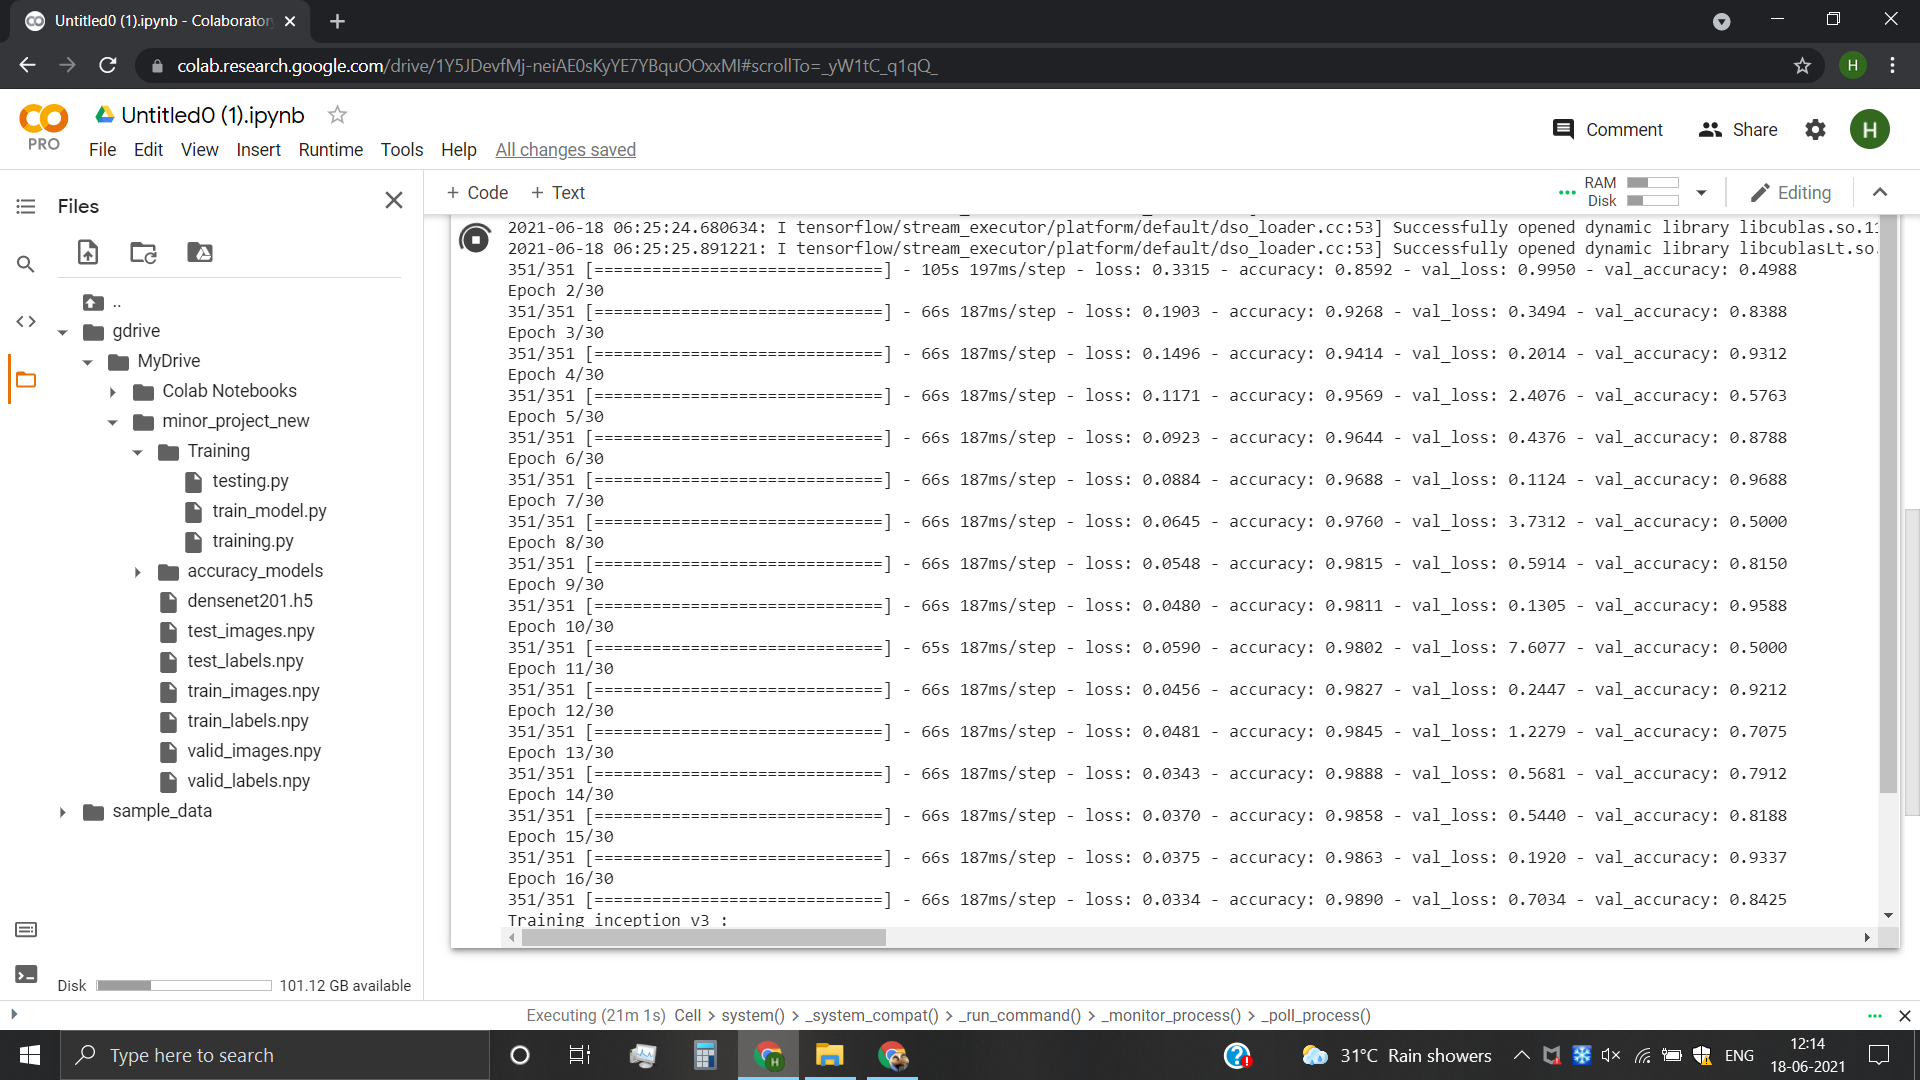 Untitled0 (1).ipynb - Colaborator
colab.research.google.com/drive/1Y5JDevfMj-neiAE0sKyYE7YBquOOxxMI#scrollTo=_yW1tC_q1qQ_
H
PRO
Untitled0 (1).ipynb
File Edit View Insert Runtime Tools Help All changes saved
Comment Share H
Files
+ Code + Text
RAM
Disk
Editing
..
gdrive
MyDrive
Colab Notebooks
minor_project_new
Training
testing.py
train_model.py
training.py
accuracy_models
densenet201.h5
test_images.npy
test_labels.npy
train_images.npy
train_labels.npy
valid_images.npy
valid_labels.npy
sample_data
Disk 101.12 GB available
2021-06-18 06:25:24.680634: I tensorflow/stream_executor/platform/default/dso_loader.cc:53] Successfully opened dynamic library libcublas.so.11
2021-06-18 06:25:25.891221: I tensorflow/stream_executor/platform/default/dso_loader.cc:53] Successfully opened dynamic library libcublasLt.so.
351/351 [==============================] - 105s 197ms/step - loss: 0.3315 - accuracy: 0.8592 - val_loss: 0.9950 - val_accuracy: 0.4988
Epoch 2/30
351/351 [==============================] - 66s 187ms/step - loss: 0.1903 - accuracy: 0.9268 - val_loss: 0.3494 - val_accuracy: 0.8388
Epoch 3/30
351/351 [==============================] - 66s 187ms/step - loss: 0.1496 - accuracy: 0.9414 - val_loss: 0.2014 - val_accuracy: 0.9312
Epoch 4/30
351/351 [==============================] - 66s 187ms/step - loss: 0.1171 - accuracy: 0.9569 - val_loss: 2.4076 - val_accuracy: 0.5763
Epoch 5/30
351/351 [==============================] - 66s 187ms/step - loss: 0.0923 - accuracy: 0.9644 - val_loss: 0.4376 - val_accuracy: 0.8788
Epoch 6/30
351/351 [==============================] - 66s 187ms/step - loss: 0.0884 - accuracy: 0.9688 - val_loss: 0.1124 - val_accuracy: 0.9688
Epoch 7/30
351/351 [==============================] - 66s 187ms/step - loss: 0.0645 - accuracy: 0.9760 - val_loss: 3.7312 - val_accuracy: 0.5000
Epoch 8/30
351/351 [==============================] - 66s 187ms/step - loss: 0.0548 - accuracy: 0.9815 - val_loss: 0.5914 - val_accuracy: 0.8150
Epoch 9/30
351/351 [==============================] - 66s 187ms/step - loss: 0.0480 - accuracy: 0.9811 - val_loss: 0.1305 - val_accuracy: 0.9588
Epoch 10/30
351/351 [==============================] - 65s 187ms/step - loss: 0.0590 - accuracy: 0.9802 - val_loss: 7.6077 - val_accuracy: 0.5000
Epoch 11/30
351/351 [==============================] - 66s 187ms/step - loss: 0.0456 - accuracy: 0.9827 - val_loss: 0.2447 - val_accuracy: 0.9212
Epoch 12/30
351/351 [==============================] - 66s 187ms/step - loss: 0.0481 - accuracy: 0.9845 - val_loss: 1.2279 - val_accuracy: 0.7075
Epoch 13/30
351/351 [==============================] - 66s 187ms/step - loss: 0.0343 - accuracy: 0.9888 - val_loss: 0.5681 - val_accuracy: 0.7912
Epoch 14/30
351/351 [==============================] - 66s 187ms/step - loss: 0.0370 - accuracy: 0.9858 - val_loss: 0.5440 - val_accuracy: 0.8188
Epoch 15/30
351/351 [==============================] - 66s 187ms/step - loss: 0.0375 - accuracy: 0.9863 - val_loss: 0.1920 - val_accuracy: 0.9337
Epoch 16/30
351/351 [==============================] - 66s 187ms/step - loss: 0.0334 - accuracy: 0.9890 - val_loss: 0.7034 - val_accuracy: 0.8425
Training inception v3 :
Executing (21m 1s) Cell > system() > _system_compat() > _run_command() > _monitor_process() > _poll_process()
Type here to search
31°C Rain showers
ENG
12:14
18-06-2021